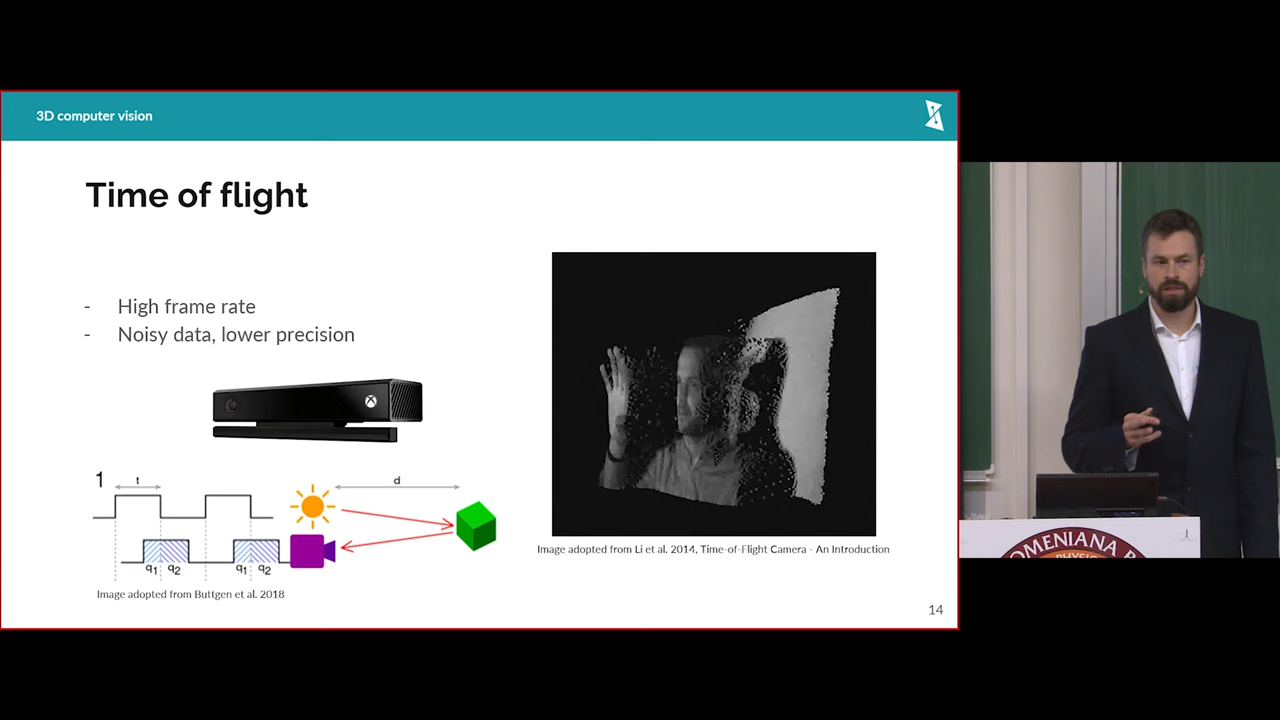 3D computer vision
Time of flight
- High frame rate
- Noisy data, lower precision
1
t
d
q1 q2 q1 q2
Image adopted from Buttgen et al. 2018
Image adopted from Li et al. 2014, Time-of-Flight Camera - An Introduction
14
OMENIANA
PHYSIC